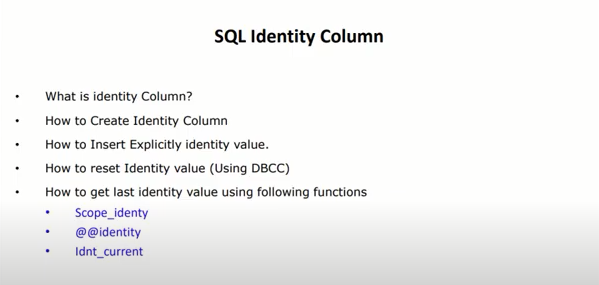 SQL Identity Column
• What is identity Column?
• How to Create Identity Column
• How to Insert Explicitly identity value.
• How to reset Identity value (Using DBCC)
• How to get last identity value using following functions
• Scope_identy
• @@identity
• Idnt_current